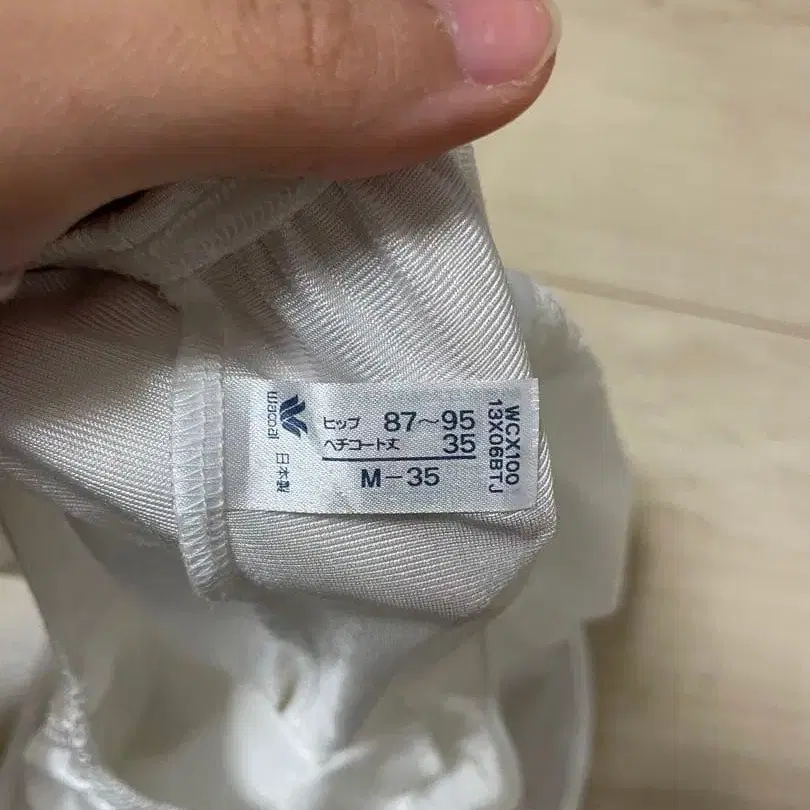 wacoal
日本製
ヒップ 87～95
ペチコート丈 35
M-35
WCX100
13X06BTJ